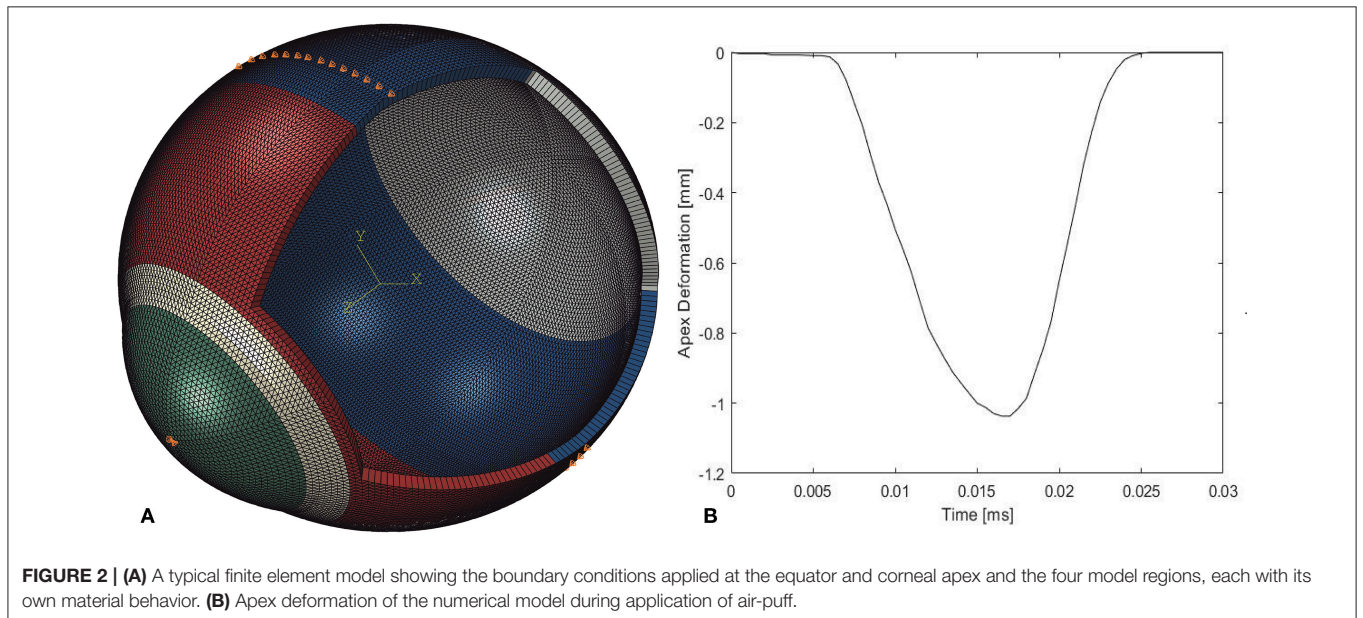 Y
X
Z
A
0
-0.2
-0.4
-0.6
-0.8
-1
-1.2
Apex Deformation [mm]
0 0.005 0.01 0.015 0.02 0.025 0.03
Time [ms]
B
FIGURE 2 | (A) A typical finite element model showing the boundary conditions applied at the equator and corneal apex and the four model regions, each with its
own material behavior. (B) Apex deformation of the numerical model during application of air-puff.